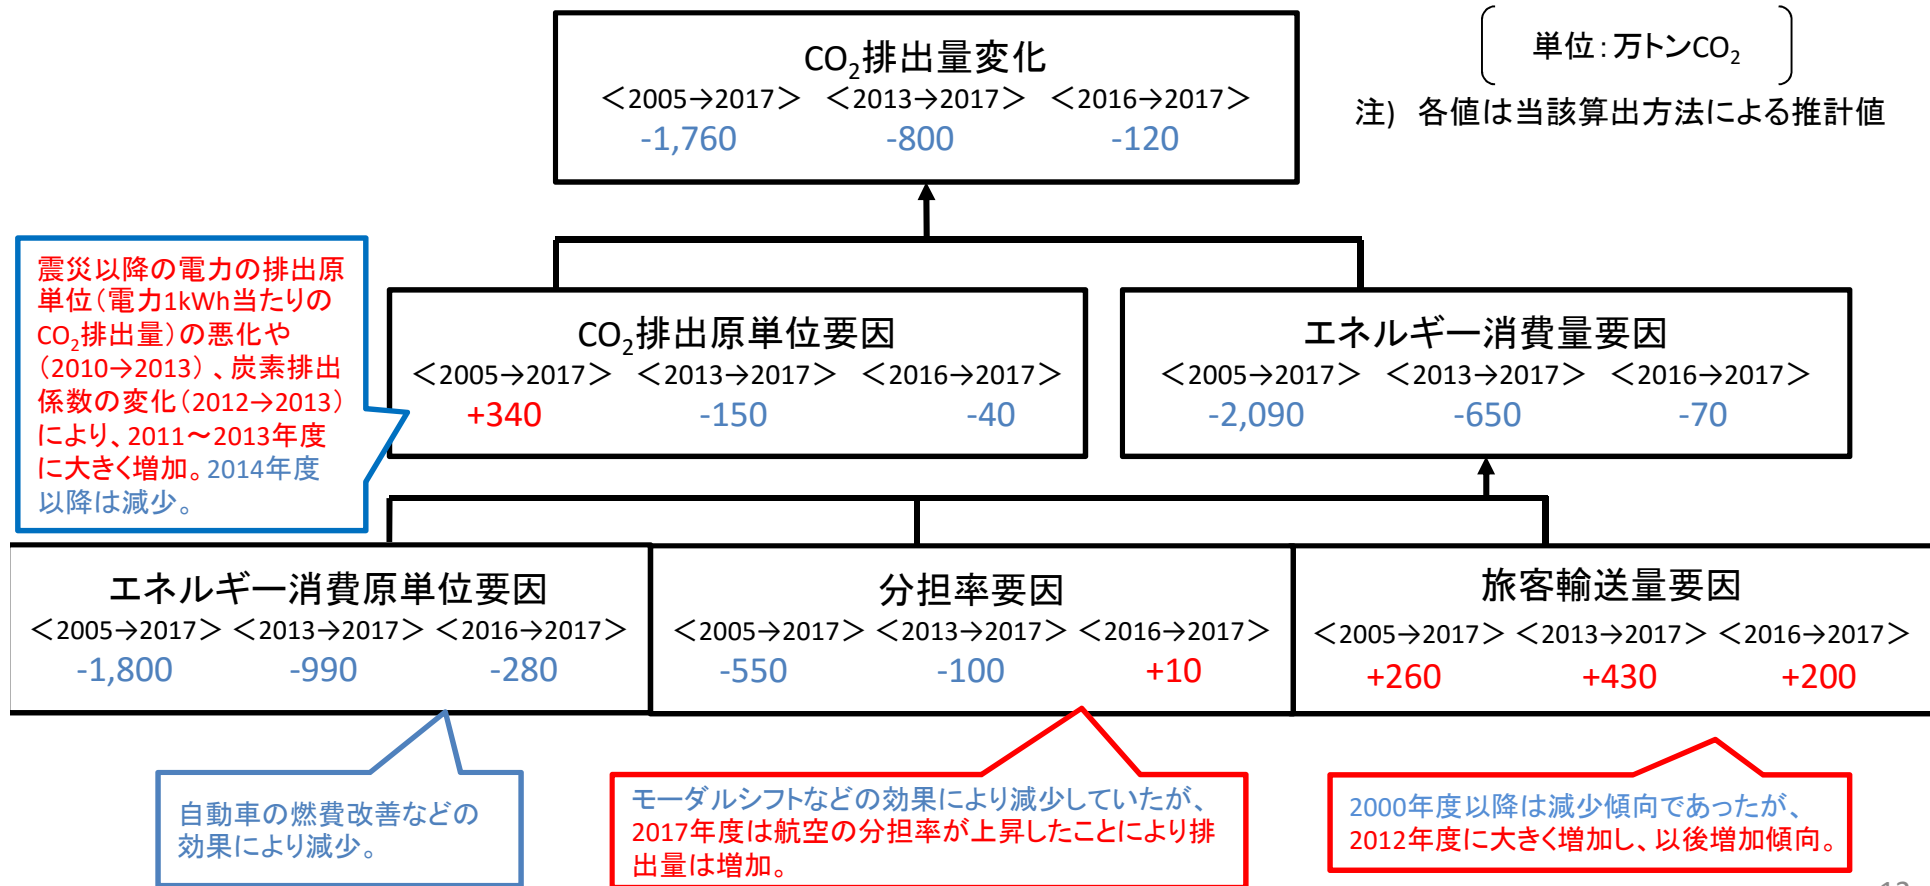 単位：万トンCO₂
注) 各値は当該算出方法による推計値
CO₂排出量変化
＜2005→2017＞ ＜2013→2017＞ ＜2016→2017＞
-1,760 -800 -120
震災以降の電力の排出原
単位（電力1kWh当たりの
CO₂排出量）の悪化や
（2010→2013）、炭素排出
係数の変化（2012→2013）
により、2011～2013年度
に大きく増加。2014年度
以降は減少。
CO₂排出原単位要因
＜2005→2017＞ ＜2013→2017＞ ＜2016→2017＞
+340 -150 -40
エネルギー消費量要因
＜2005→2017＞ ＜2013→2017＞ ＜2016→2017＞
-2,090 -650 -70
エネルギー消費原単位要因
＜2005→2017＞ ＜2013→2017＞ ＜2016→2017＞
-1,800 -990 -280
分担率要因
＜2005→2017＞ ＜2013→2017＞ ＜2016→2017＞
-550 -100 +10
旅客輸送量要因
＜2005→2017＞ ＜2013→2017＞ ＜2016→2017＞
+260 +430 +200
自動車の燃費改善などの
効果により減少。
モーダルシフトなどの効果により減少していたが、
2017年度は航空の分担率が上昇したことにより排
出量は増加。
2000年度以降は減少傾向であったが、
2012年度に大きく増加し、以後増加傾向。